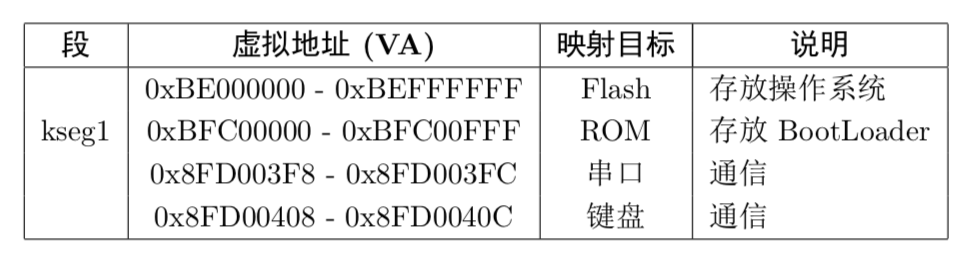 段 虚拟地址 (VA) 映射目标 说明
0xBE000000 - 0xBEFFFFFF Flash 存放操作系统
kseg1 0xBFC00000 - 0xBFC00FFF ROM 存放 BootLoader
0x8FD003F8 - 0x8FD003FC 串口 通信
0x8FD00408 - 0x8FD0040C 键盘 通信